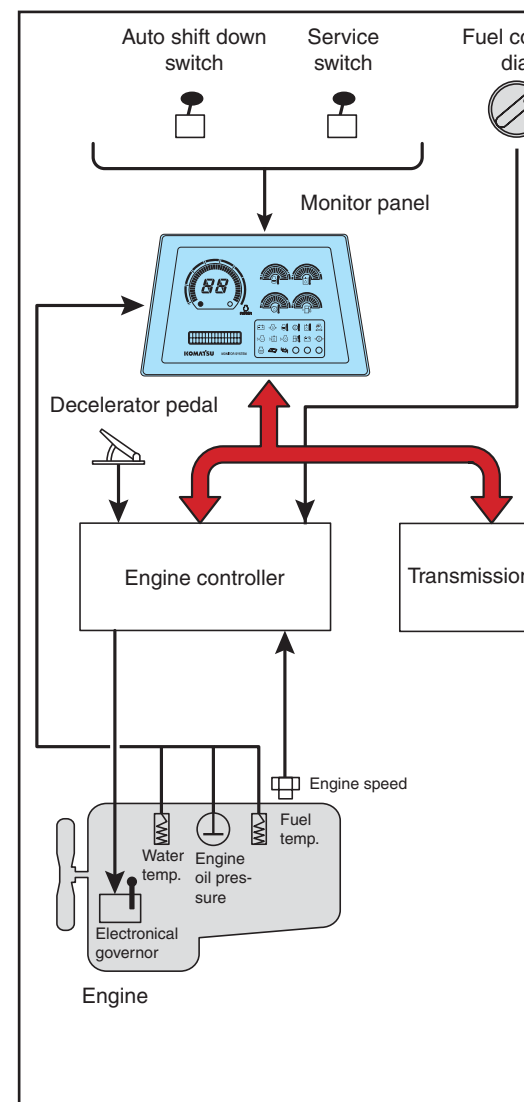 Auto shift down
switch
Service
switch
Fuel co
dia
Monitor panel
88
KOMATSU
Decelerator pedal
Engine controller
Transmission
Engine speed
Water
temp.
Engine
oil pres-
sure
Fuel
temp.
Electronical
governor
Engine